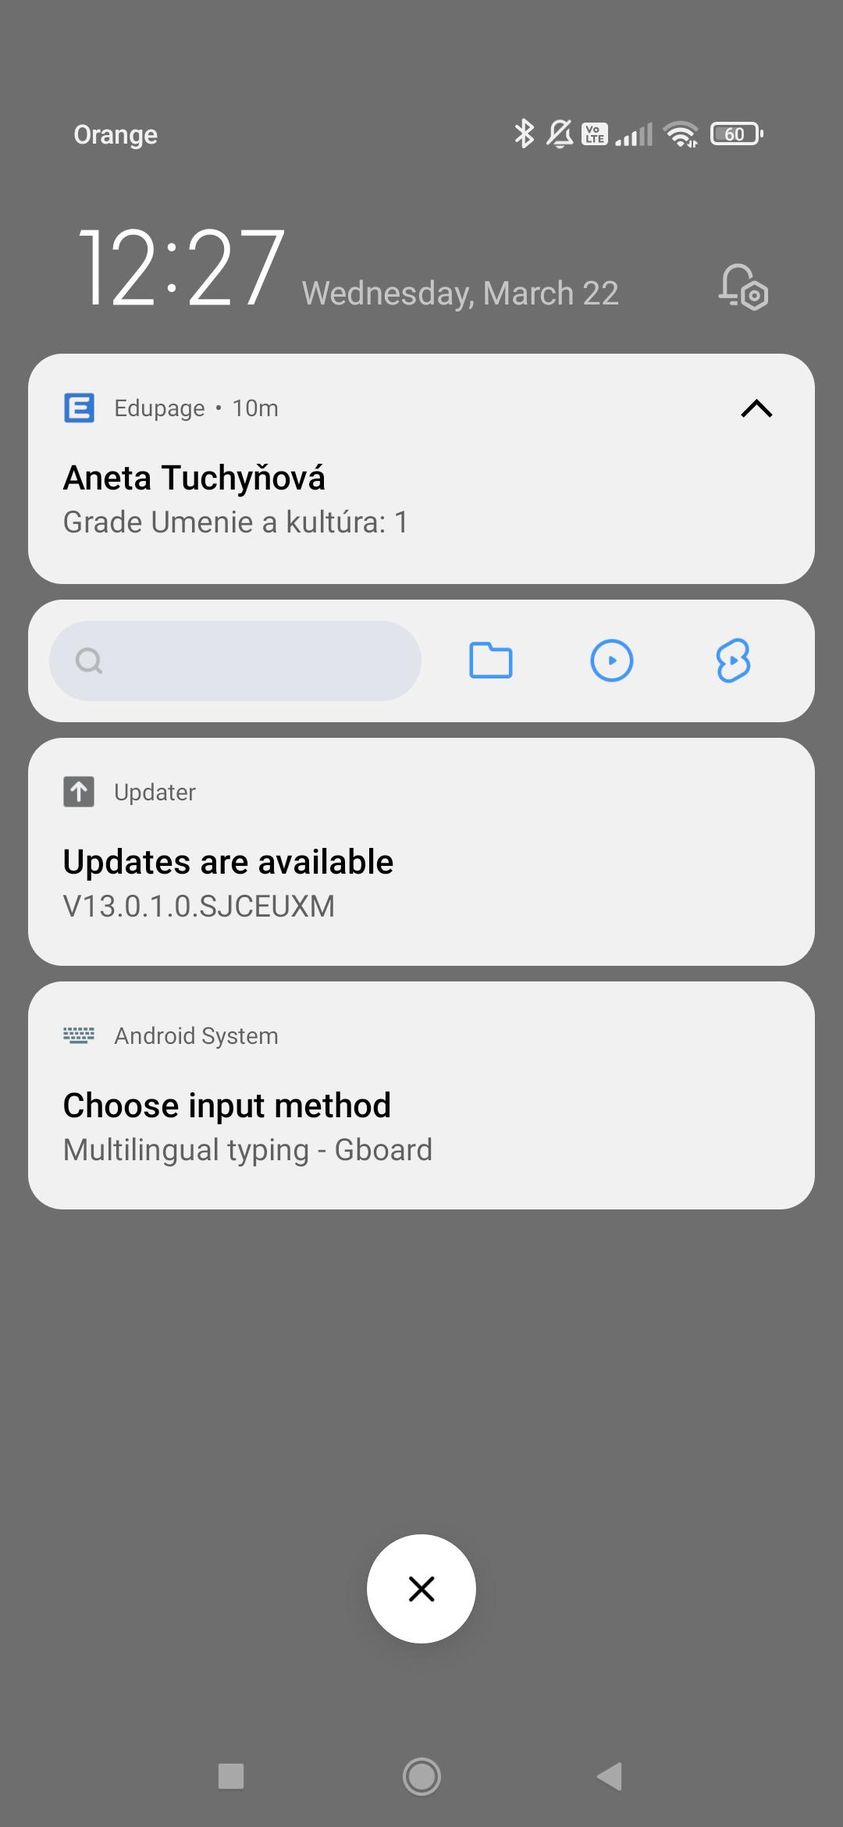 Orange
Vo LTE
60
12:27 Wednesday, March 22
Edupage • 10m
Aneta Tuchyňová
Grade Umenie a kultúra: 1
Updater
Updates are available
V13.0.1.0.SJCEUXM
Android System
Choose input method
Multilingual typing - Gboard